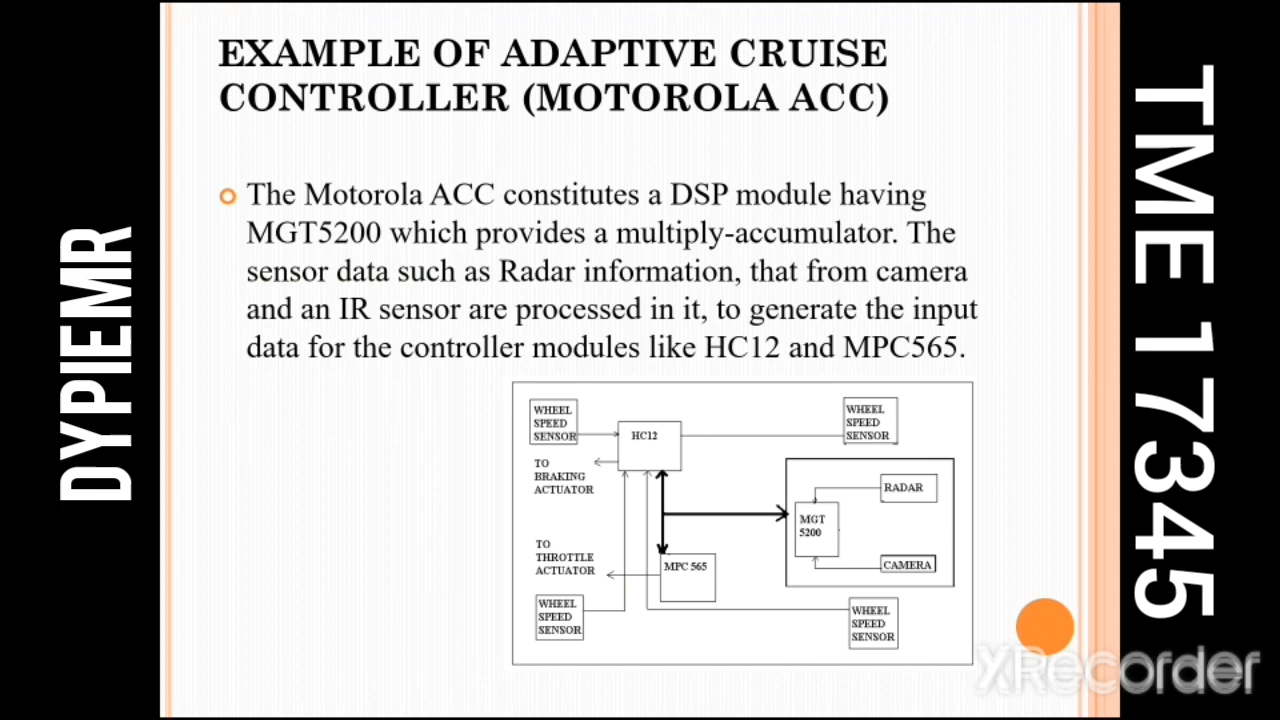 EXAMPLE OF ADAPTIVE CRUISE
CONTROLLER (MOTOROLA ACC)
The Motorola ACC constitutes a DSP module having
MGT5200 which provides a multiply-accumulator. The
sensor data such as Radar information, that from camera
and an IR sensor are processed in it, to generate the input
data for the controller modules like HC12 and MPC565.
WHEEL
SPEED
SENSOR
HC12
WHEEL
SPEED
SENSOR
TO
BRAKING
ACTUATOR
RADAR
MGT
5200
CAMERA
TO
THROTTLE
ACTUATOR
MPC 565
WHEEL
SPEED
SENSOR
WHEEL
SPEED
SENSOR
DYPIEMR
TME 17345
XRecorder